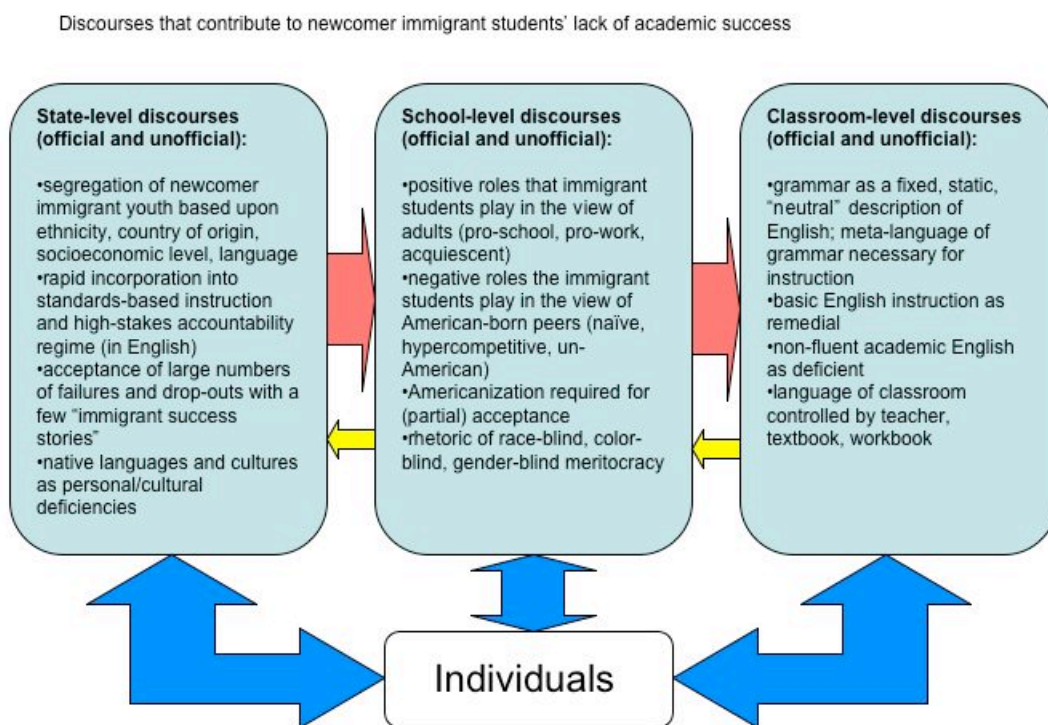 Discourses that contribute to newcomer immigrant students’ lack of academic success
State-level discourses
(official and unofficial):
•segregation of newcomer
immigrant youth based upon
ethnicity, country of origin,
socioeconomic level, language
•rapid incorporation into
standards-based instruction
and high-stakes accountability
regime (in English)
•acceptance of large numbers
of failures and drop-outs with a
few “immigrant success
stories”
•native languages and cultures
as personal/cultural
deficiencies
School-level discourses
(official and unofficial):
•positive roles that immigrant
students play in the view of
adults (pro-school, pro-work,
acquiescent)
•negative roles the immigrant
students play in the view of
American-born peers (naïve,
hypercompetitive, un-
American)
•Americanization required for
(partial) acceptance
•rhetoric of race-blind, color-
blind, gender-blind meritocracy
Classroom-level discourses
(official and unofficial):
•grammar as a fixed, static,
“neutral” description of
English; meta-language of
grammar necessary for
instruction
•basic English instruction as
remedial
•non-fluent academic English
as deficient
•language of classroom
controlled by teacher,
textbook, workbook
Individuals